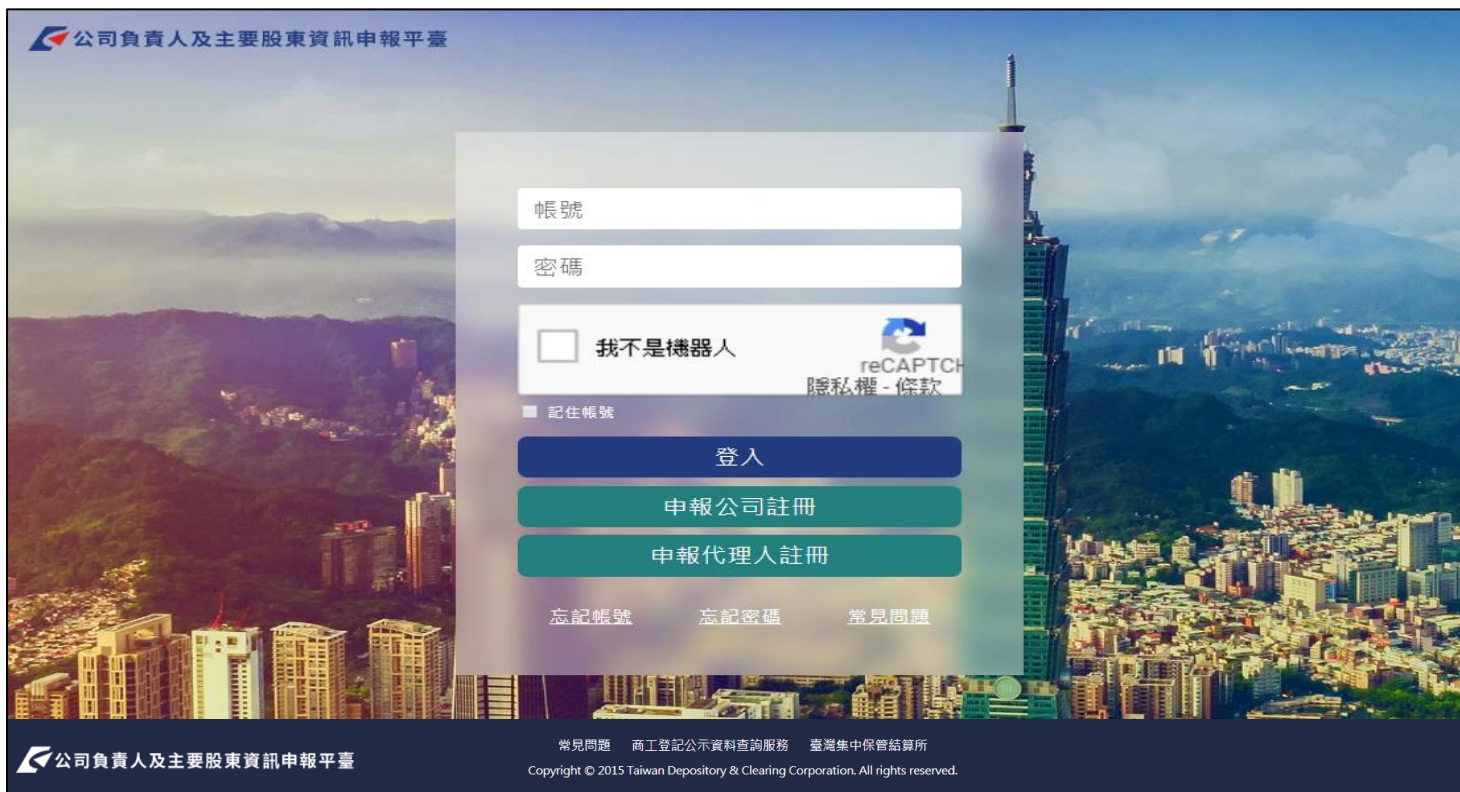 公司負責人及主要股東資訊申報平臺
帳號
密碼
我不是機器人
reCAPTCH
隱私權 - 條款
記住帳號
登入
申報公司註冊
申報代理人註冊
忘記帳號 忘記密碼 常見問題
公司負責人及主要股東資訊申報平臺
常見問題 商工登記公示資料查詢服務 臺灣集中保管結算所
Copyright © 2015 Taiwan Depository & Clearing Corporation. All rights reserved.